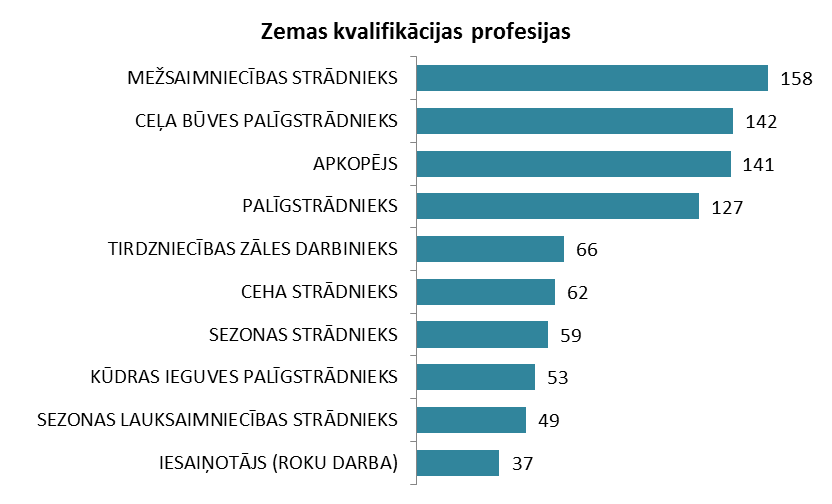 Zemas kvalifikācijas profesijas
MEŽSAIMNIECĪBAS STRĀDNIEKS 158
CEĻA BŪVES PALĪGSTRĀDNIEKS 142
APKOPĒJS 141
PALĪGSTRĀDNIEKS 127
TIRDZNIECĪBAS ZĀLES DARBINIEKS 66
CEHA STRĀDNIEKS 62
SEZONAS STRĀDNIEKS 59
KŪDRAS IEGUVES PALĪGSTRĀDNIEKS 53
SEZONAS LAUKSAIMNIECĪBAS STRĀDNIEKS 49
IESAIŅOTĀJS (ROKU DARBA) 37